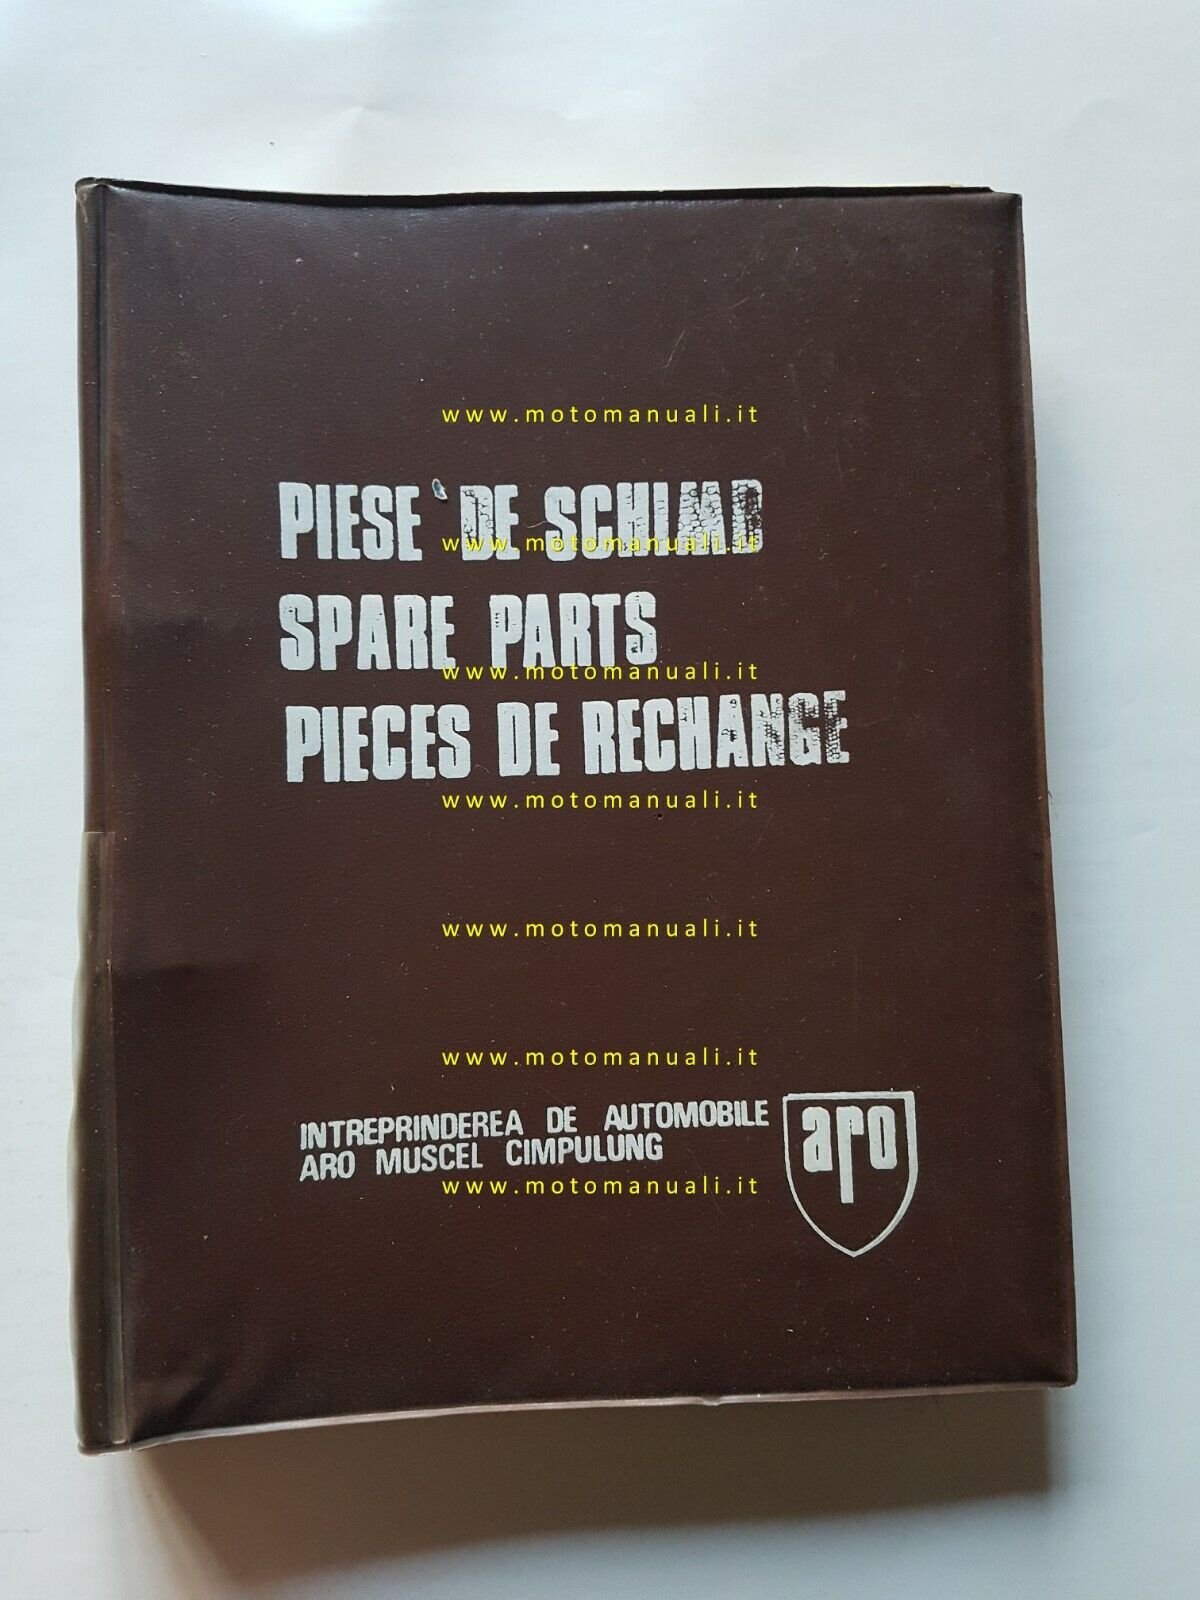 www.motomanuali.it
PIESE DE SCHIMB
www.motomanuali.it
SPARE PARTS
www.motomanuali.it
PIECES DE RECHANGE
www.motomanuali.it
www.motomanuali.it
www.motomanuali.it
INTREPRINDEREA DE AUTOMOBILE
ARO MUSCEL CIMPULUNG
aro
www.motomanuali.it